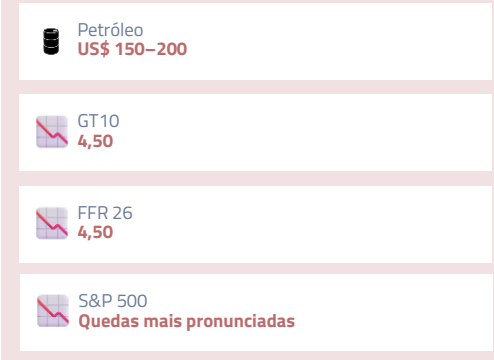 Petróleo
US$ 150–200
GT10
4,50
FFR 26
4,50
S&P 500
Quedas mais pronunciadas